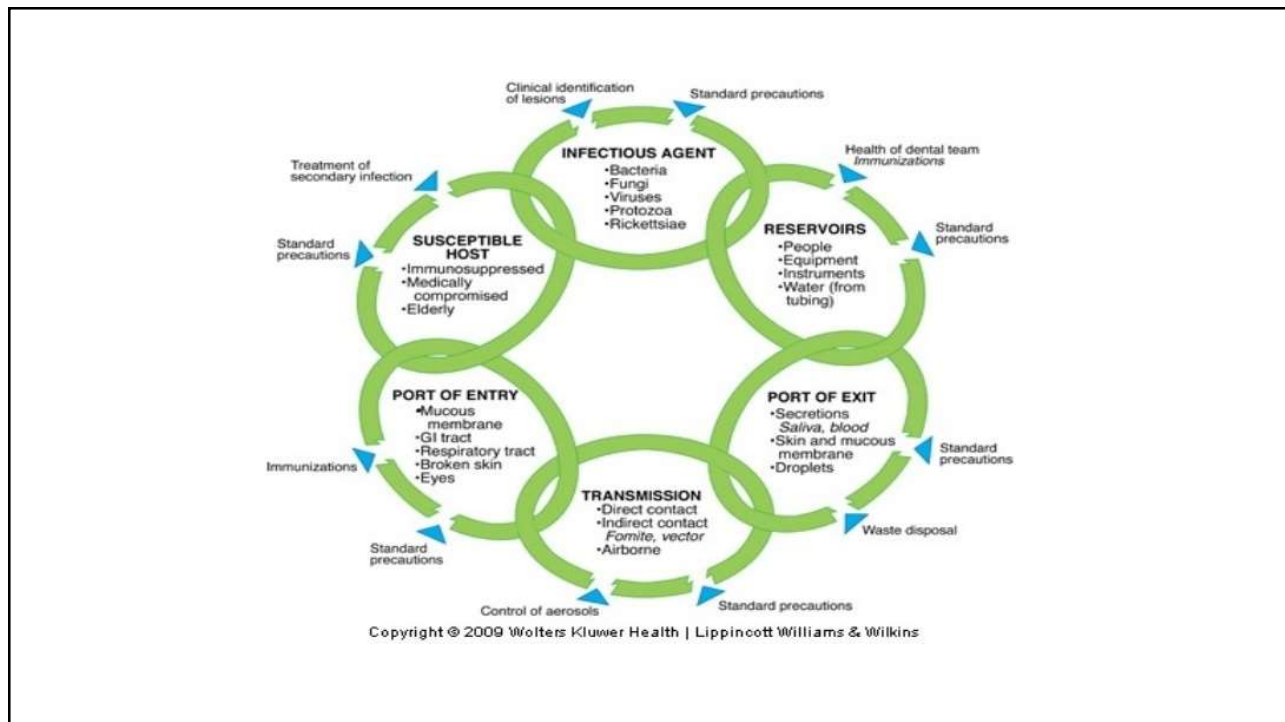 Clinical identification
of lesions
Standard precautions
INFECTIOUS AGENT
•Bacteria
•Fungi
•Viruses
•Protozoa
•Rickettsiae
Health of dental team
Immunizations
Standard
precautions
RESERVOIRS
•People
•Equipment
•Instruments
•Water (from
tubing)
PORT OF EXIT
•Secretions
Saliva, blood
•Skin and mucous
membrane
•Droplets
Standard
precautions
Waste disposal
TRANSMISSION
•Direct contact
•Indirect contact
Fomite, vector
•Airborne
Standard precautions
Control of aerosols
PORT OF ENTRY
•Mucous
membrane
•GI tract
•Respiratory tract
•Broken skin
•Eyes
Standard
precautions
Immunizations
SUSCEPTIBLE
HOST
•Immunosuppressed
•Medically
compromised
•Elderly
Standard
precautions
Treatment of
secondary infection
Copyright © 2009 Wolters Kluwer Health | Lippincott Williams & Wilkins